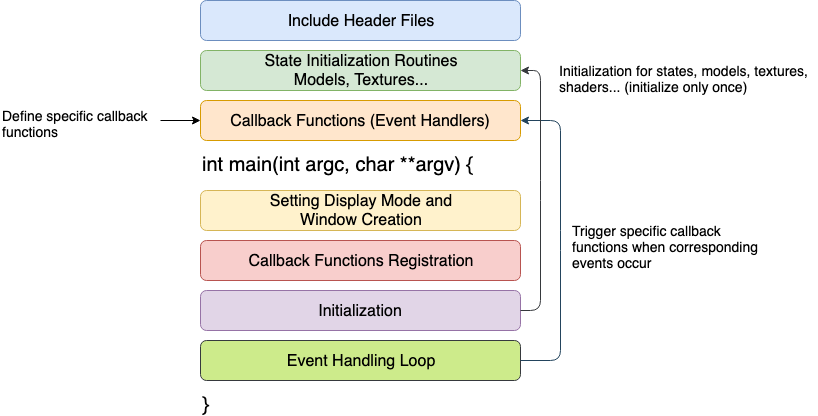 Include Header Files
State Initialization Routines
Models, Textures...
Initialization for states, models, textures,
shaders... (initialize only once)
Define specific callback
functions
Callback Functions (Event Handlers)
int main(int argc, char **argv) {
Setting Display Mode and
Window Creation
Trigger specific callback
functions when corresponding
events occur
Callback Functions Registration
Initialization
Event Handling Loop
}